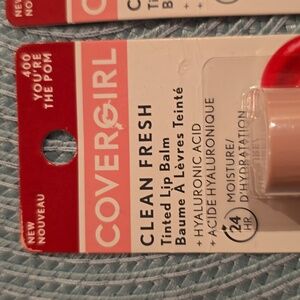 NEW
NOUVEAU
400
YOU'RE
THE POM
COVERGIRL
CLEAN FRESH
Tinted Lip Balm
Baume À Lèvres Teinté
+ HYALURONIC ACID
+ ACIDE HYALURONIQUE
24
HR
MOISTURE/
D'HYDRATATION